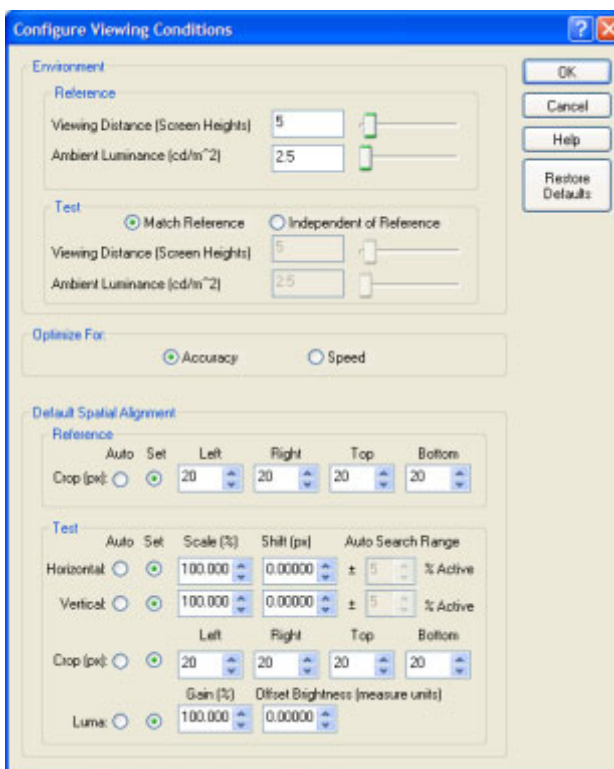 Configure Viewing Conditions
?
Environment
OK
Reference
Viewing Distance (Screen Heights) 5
Cancel
Ambient Luminance (cd/m^2) 2.5
Help
Restore
Defaults
Test
Match Reference Independent of Reference
Viewing Distance (Screen Heights) 5
Ambient Luminance (cd/m^2) 2.5
Optimize For:
Accuracy Speed
Default Spatial Alignment
Reference
Auto Set Left Right Top Bottom
Crop (px): 20 20 20 20
Test
Auto Set Scale (%) Shift (px) Auto Search Range
Horizontal: 100.000 0.00000 ± 5 % Active
Vertical: 100.000 0.00000 ± 5 % Active
Left Right Top Bottom
Crop (px): 20 20 20 20
Gain (%) Offset Brightness (measure units)
Luma: 100.000 0.00000